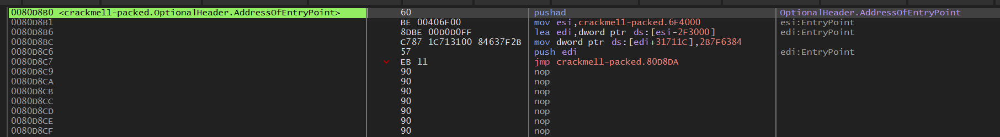 0080D8B0 <crackme11-packed.OptionalHeader.AddressOfEntryPoint> 60 pushad OptionalHeader.AddressOfEntryPoint
0080D8B1 BE 00406F00 mov esi,crackme11-packed.6F4000 esi:EntryPoint
0080D8B6 8DBE 00D0D0FF lea edi,dword ptr ds:[esi-2F3000] edi:EntryPoint
0080D8BC C787 1C713100 84637F2B mov dword ptr ds:[edi+31711C],2B7F6384
0080D8C6 57 push edi edi:EntryPoint
0080D8C7 EB 11 jmp crackme11-packed.80D8DA
0080D8C9 90 nop
0080D8CA 90 nop
0080D8CB 90 nop
0080D8CC 90 nop
0080D8CD 90 nop
0080D8CE 90 nop
0080D8CF 90 nop